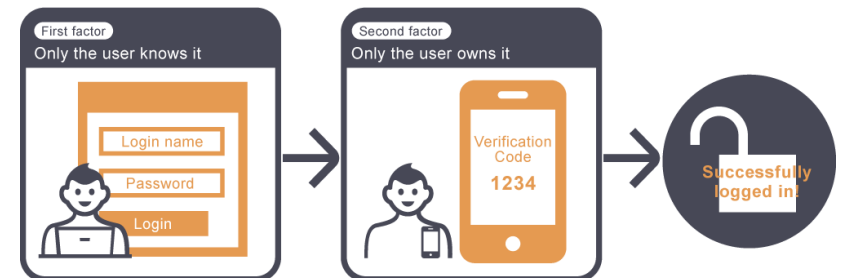 First factor
Only the user knows it
Login name
Password
Login
Second factor
Only the user owns it
Verification
Code
1234
Successfully
logged in!